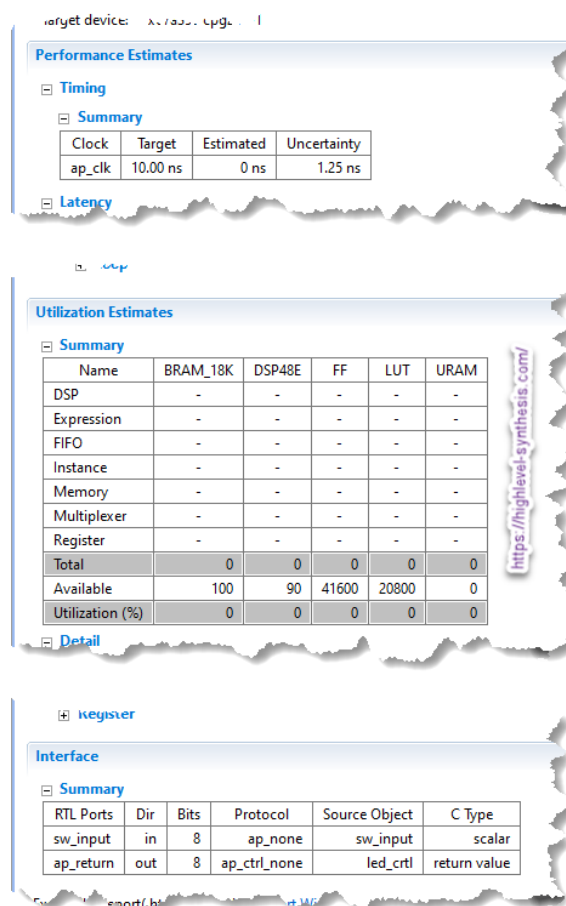 Target device:
Performance Estimates
Timing
Summary
Clock Target Estimated Uncertainty
ap_clk 10.00 ns 0 ns 1.25 ns
Latency
Utilization Estimates
Summary
Name BRAM_18K DSP48E FF LUT URAM
DSP - - - - -
Expression - - - - -
FIFO - - - - -
Instance - - - - -
Memory - - - - -
Multiplexer - - - - -
Register - - - - -
Total 0 0 0 0 0
Available 100 90 41600 20800 0
Utilization (%) 0 0 0 0 0
Detail
https://highlevel-synthesis.com/
Register
Interface
Summary
RTL Ports Dir Bits Protocol Source Object C Type
sw_input in 8 ap_none sw_input scalar
ap_return out 8 ap_ctrl_none led_crtl return value